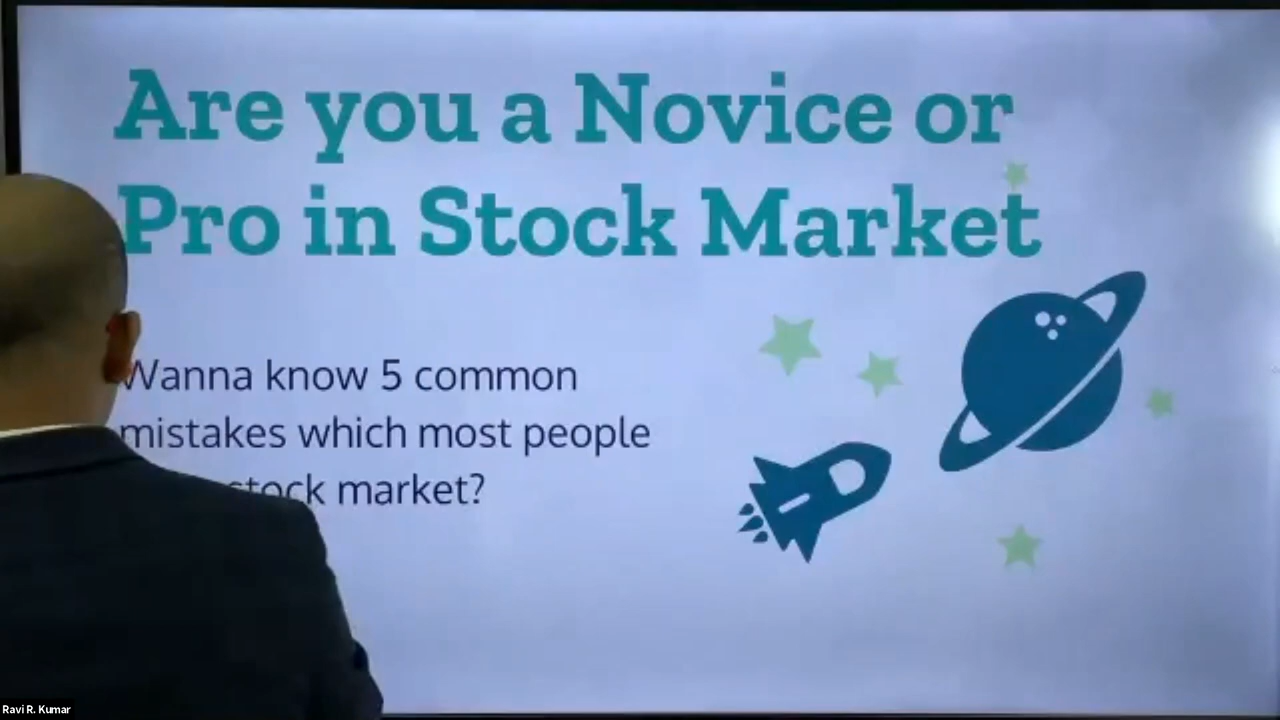 Are you a Novice or
Pro in Stock Market
Wanna know 5 common
mistakes which most people
stock market?
Ravi R. Kumar